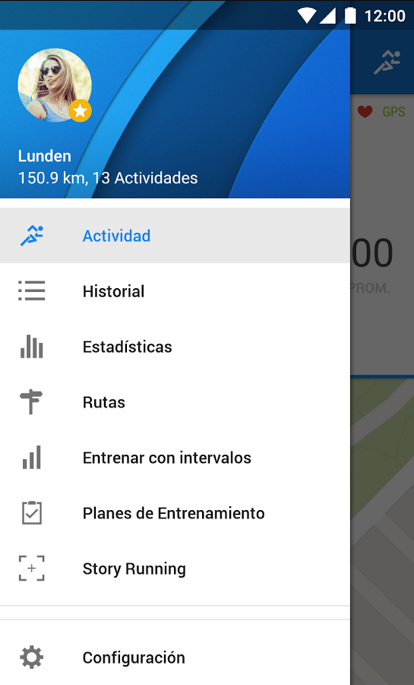 12:00
GPS
Lunden
150.9 km, 13 Actividades
Actividad
00
Historial
PROM.
Estadísticas
Rutas
Entrenar con intervalos
Planes de Entrenamiento
Story Running
Configuración